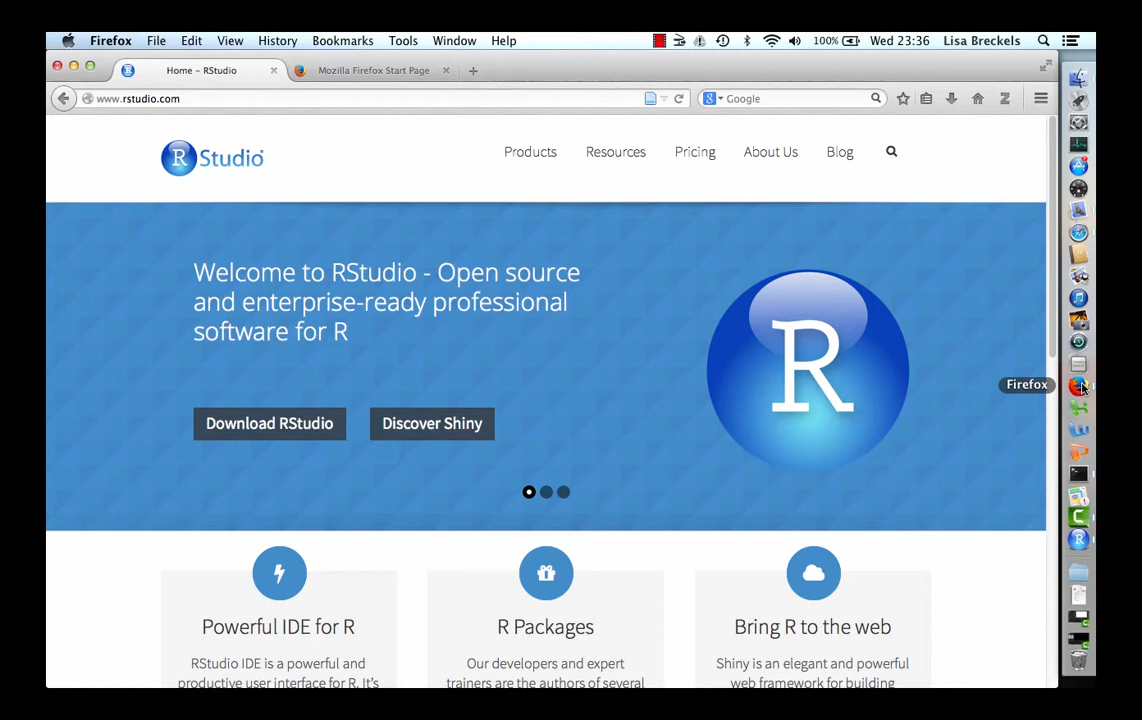 Firefox File Edit View History Bookmarks Tools Window Help 100% Wed 23:36 Lisa Breckels
Home – RStudio Mozilla Firefox Start Page
www.rstudio.com Google
R Studio Products Resources Pricing About Us Blog
Welcome to RStudio - Open source
and enterprise-ready professional
software for R
R
Firefox
Download RStudio Discover Shiny
Powerful IDE for R R Packages Bring R to the web
RStudio IDE is a powerful and Our developers and expert Shiny is an elegant and powerful
productive user interface for R. It's trainers are the authors of several web framework for building